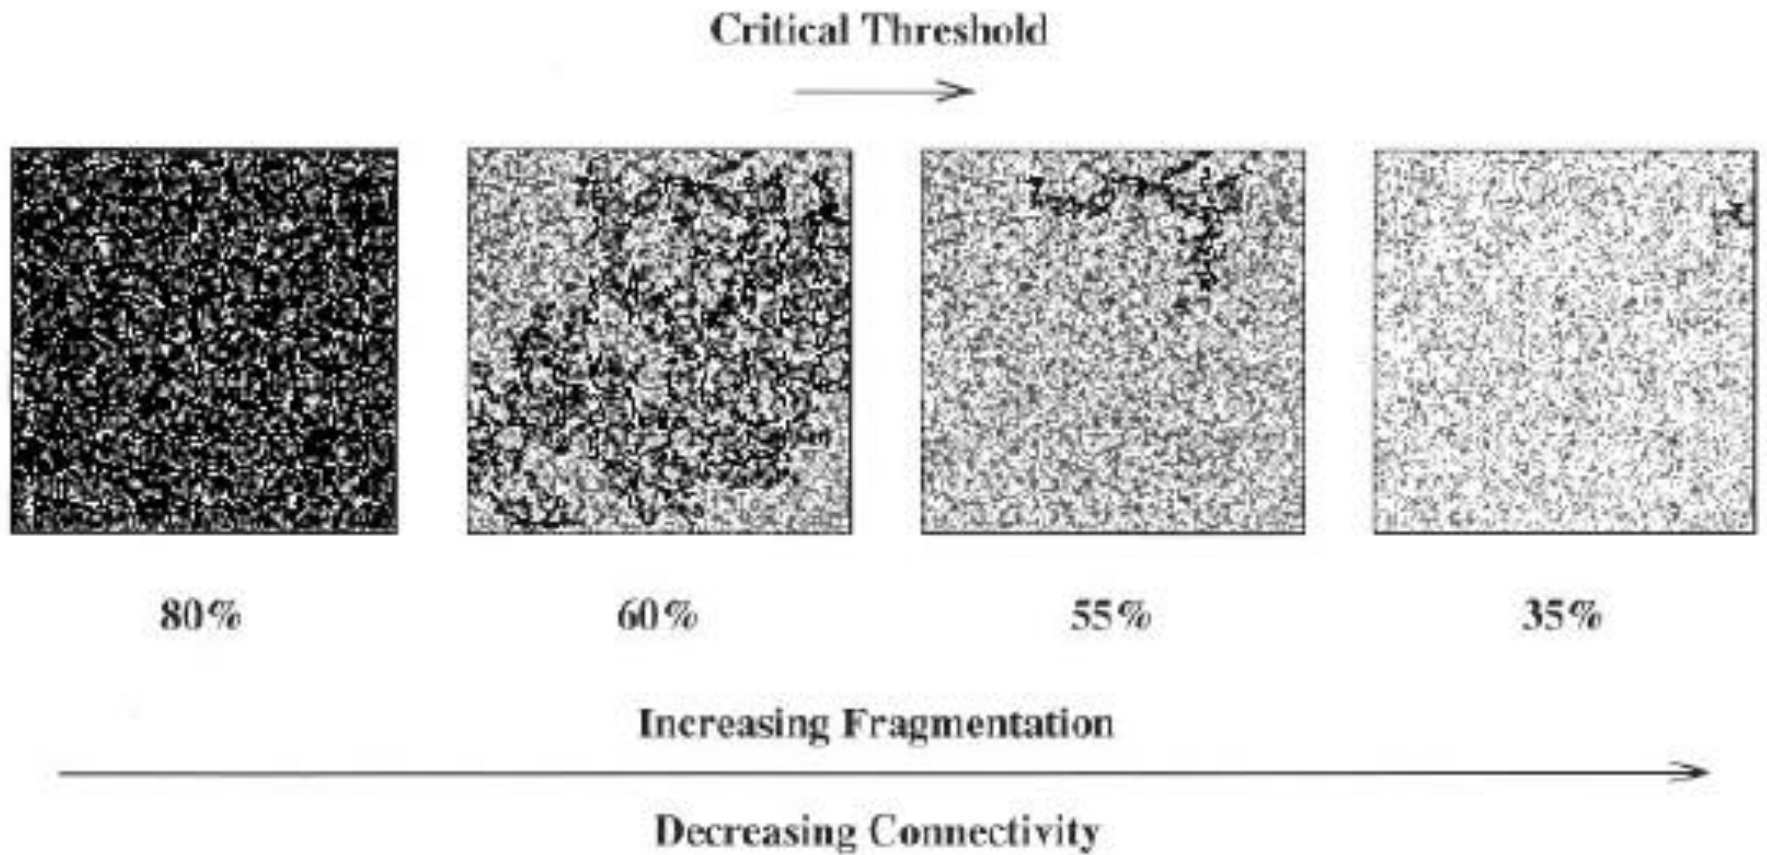 Critical Threshold
80%
60%
55%
35%
Increasing Fragmentation
Decreasing Connectivity